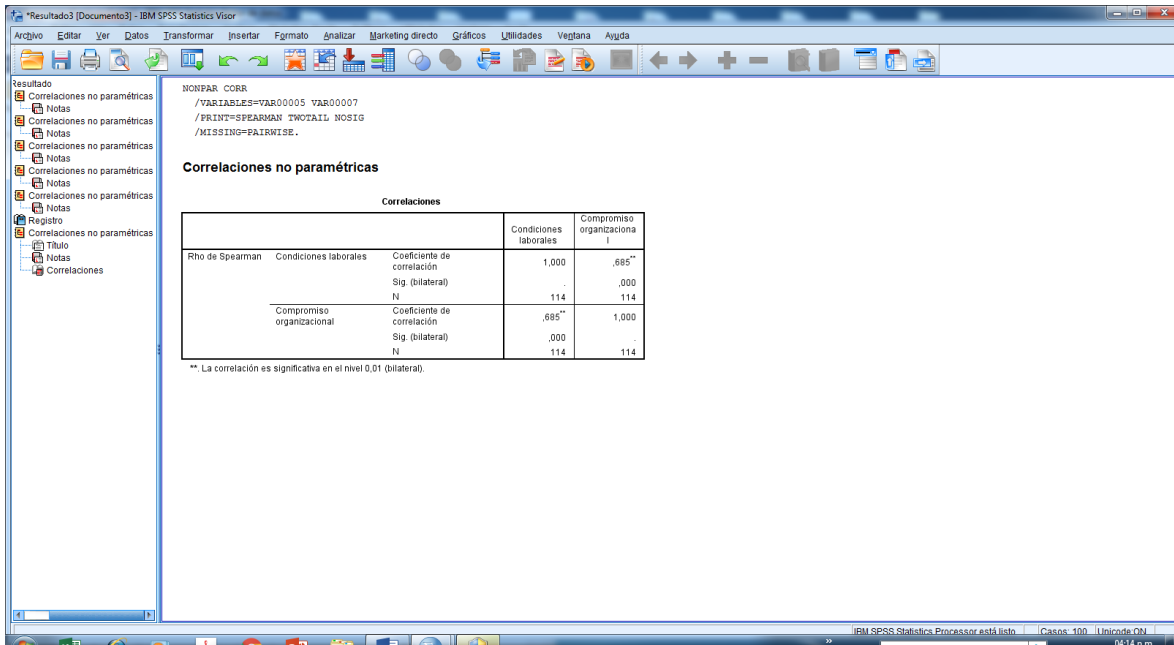 *Resultado3 [Documento3] - IBM SPSS Statistics Visor
Archivo Editar Ver Datos Transformar Insertar Formato Analizar Marketing directo Gráficos Utilidades Ventana Ayuda
Resultado
Correlaciones no paramétricas
Notas
Correlaciones no paramétricas
Notas
Correlaciones no paramétricas
Notas
Correlaciones no paramétricas
Notas
Correlaciones no paramétricas
Notas
Registro
Correlaciones no paramétricas
Título
Notas
Correlaciones
NONPAR CORR
/VARIABLES=VAR00005 VAR00007
/PRINT=SPEARMAN TWOTAIL NOSIG
/MISSING=PAIRWISE.
Correlaciones no paramétricas
Correlaciones
Condiciones laborales Compromiso organizaciona l
Rho de Spearman Condiciones laborales Coeficiente de correlación 1,000 ,685**
Sig. (bilateral) . ,000
N 114 114
Compromiso organizacional Coeficiente de correlación ,685** 1,000
Sig. (bilateral) ,000 .
N 114 114
**. La correlación es significativa en el nivel 0,01 (bilateral).
IBM SPSS Statistics Processor está listo Casos: 100 Unicode:ON
04:14 p.m.